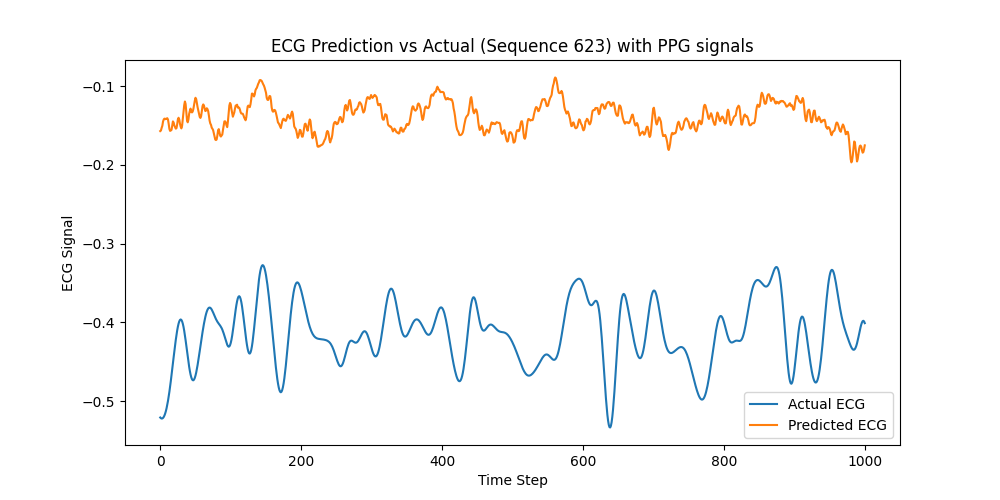 ECG Prediction vs Actual (Sequence 623) with PPG signals
ECG Signal
−0.1
−0.2
−0.3
−0.4
−0.5
0
200
400
600
800
1000
Time Step
Actual ECG
Predicted ECG